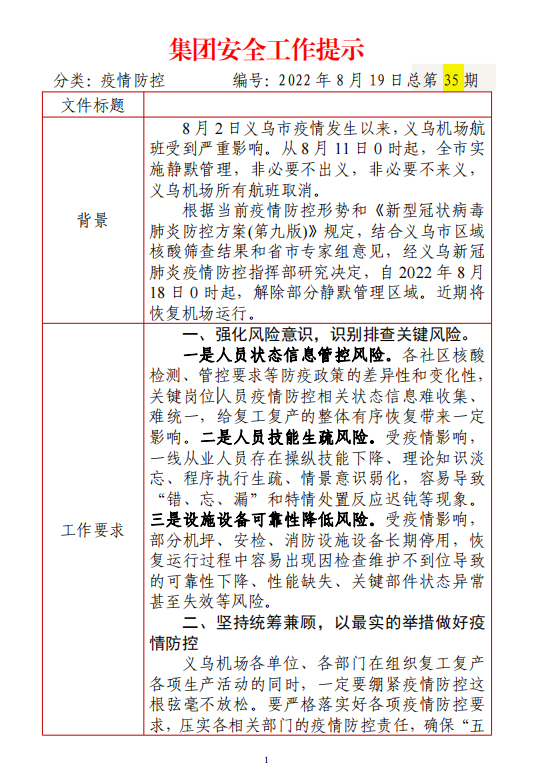 集团安全工作提示
分类：疫情防控 编号：2022 年 8 月 19 日总第 35 期
文件标题
背景
8 月 2 日义乌市疫情发生以来，义乌机场航
班受到严重影响。从 8 月 11 日 0 时起，全市实
施静默管理，非必要不出义，非必要不来义，
义乌机场所有航班取消。
根据当前疫情防控形势和《新型冠状病毒
肺炎防控方案(第九版)》规定，结合义乌市区域
核酸筛查结果和省市专家组意见，经义乌新冠
肺炎疫情防控指挥部研究决定，自 2022 年 8 月
18 日 0 时起，解除部分静默管理区域。近期将
恢复机场运行。
工作要求
一、强化风险意识，识别排查关键风险。
一是人员状态信息管控风险。各社区核酸
检测、管控要求等防疫政策的差异性和变化性，
关键岗位人员疫情防控相关状态信息难收集、
难统一，给复工复产的整体有序恢复带来一定
影响。二是人员技能生疏风险。受疫情影响，
一线从业人员存在操纵技能下降、理论知识淡
忘、程序执行生疏、情景意识弱化，容易导致
“错、忘、漏”和特情处置反应迟钝等现象。
三是设施设备可靠性降低风险。受疫情影响，
部分机坪、安检、消防设施设备长期停用，恢
复运行过程中容易出现因检查维护不到位导致
的可靠性下降、性能缺失、关键部件状态异常
甚至失效等风险。
二、坚持统筹兼顾，以最实的举措做好疫
情防控
义乌机场各单位、各部门在组织复工复产
各项生产活动的同时，一定要绷紧疫情防控这
根弦毫不放松。要严格落实好各项疫情防控要
求，压实各相关部门的疫情防控责任，确保“五
1